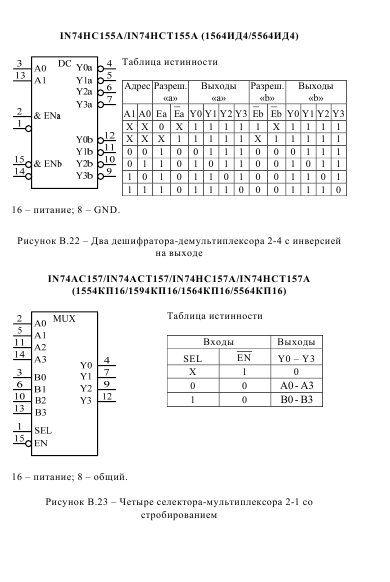 IN74HC155A/IN74HCT155A (1564ИД4/5564ИД4)
Таблица истинности
3 A0 DC Y0a 4
13 A1 Y1a 5
Y2a 6
Y3a 7
2 & ENa
1
Y0b 12
Y1b 11
15 & ENb Y2b 10
14 Y3b 9
Адрес Разреш. «a» Выходы «a» Разреш. «b» Выходы «b»
A1 A0 Ea Ea Y0 Y1 Y2 Y3 Eb Eb Y0 Y1 Y2 Y3
X X 0 X 1 1 1 1 1 X 1 1 1 1
X X X 1 1 1 1 1 X 1 1 1 1 1
0 0 1 0 0 1 1 1 0 0 0 1 1 1
0 1 1 0 1 0 1 1 0 0 1 0 1 1
1 0 1 0 1 1 0 1 0 0 1 1 0 1
1 1 1 0 1 1 1 0 0 0 1 1 1 0
16 – питание; 8 – GND.
Рисунок В.22 – Два дешифратора-демультиплексора 2-4 с инверсией
на выходе
IN74AC157/IN74ACT157/IN74HC157A/IN74HCT157A
(1554КП16/1594КП16/1564КП16/5564КП16)
Таблица истинности
2 A0 MUX
5 A1
11 A2
14 A3
Y0 4
3 B0 Y1 7
6 B1 Y2 9
10 B2 Y3 12
13 B3
1 SEL
15 EN
Входы Выходы
SEL EN Y0 – Y3
X 1 0
0 0 A0 - A3
1 0 B0 - B3
16 – питание; 8 – общий.
Рисунок В.23 – Четыре селектора-мультиплексора 2-1 со
стробированием